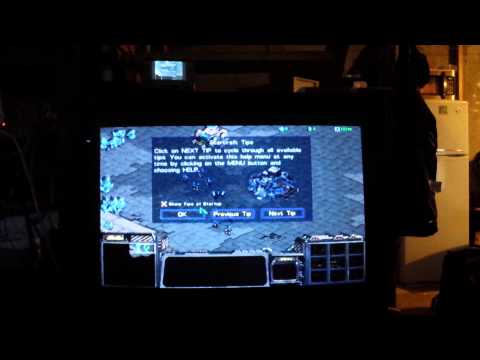 Starcraft Tips
Click on NEXT TIP to cycle through all available
tips. You can activate this help menu at any
time by clicking on the MENU button and
choosing HELP.
Show Tips at Startup
OK Previous Tip Next Tip